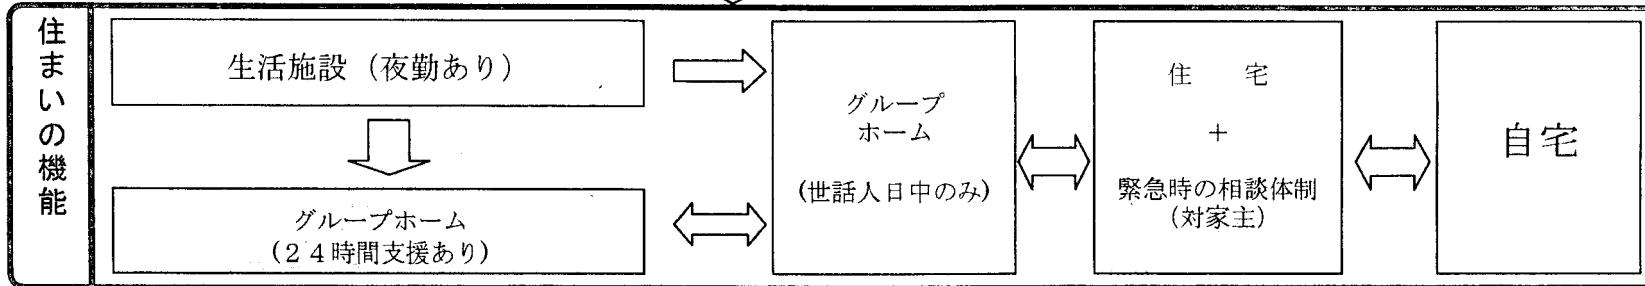 住まいの機能
生活施設（夜勤あり）
グループホーム
（２４時間支援あり）
グループ
ホーム
(世話人日中のみ)
住　宅
＋
緊急時の相談体制
（対家主）
自宅